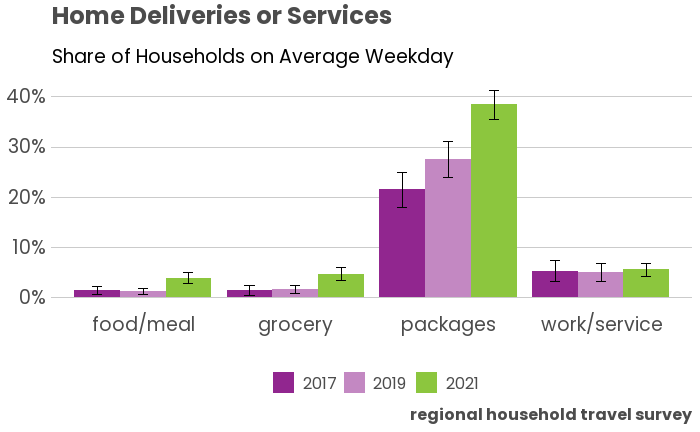 Home Deliveries or Services
Share of Households on Average Weekday
40%
30%
20%
10%
0%
food/meal grocery packages work/service
2017 2019 2021
regional household travel survey